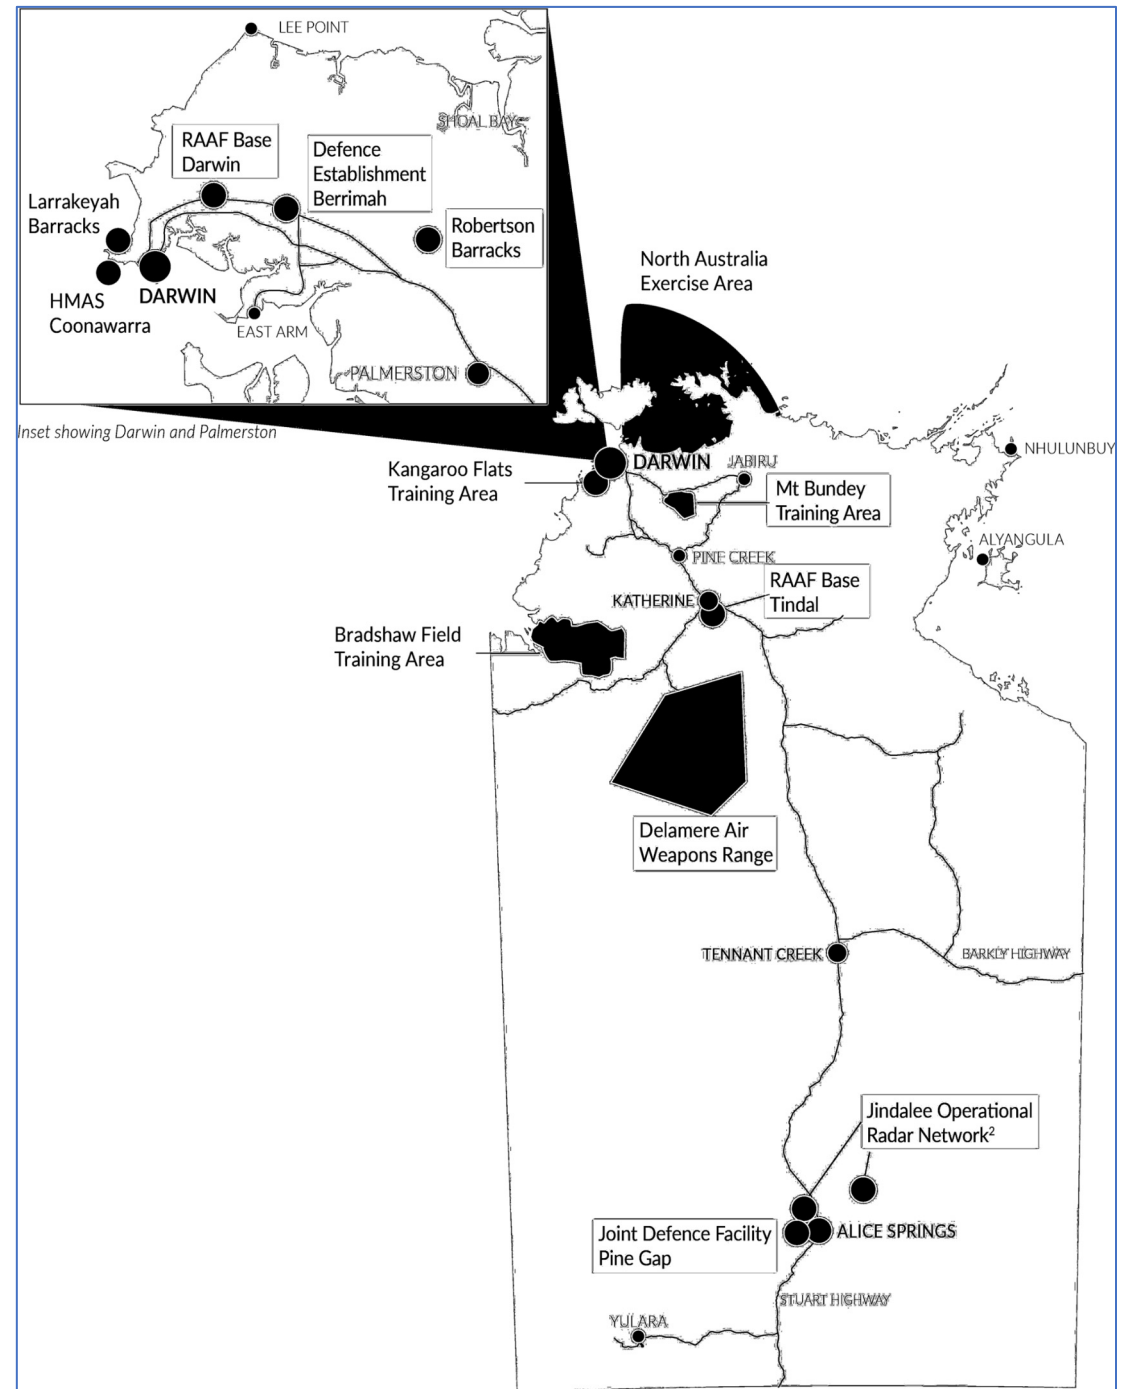 LEE POINT
SHOAL BAY
RAAF Base
Darwin
Defence
Establishment
Berrimah
Larrakeyah
Barracks
Robertson
Barracks
HMAS
Coonawarra
DARWIN
EAST ARM
PALMERSTON
Inset showing Darwin and Palmerston
North Australia
Exercise Area
Kangaroo Flats
Training Area
DARWIN
JABIRU
NHULUNBUY
Mt Bundey
Training Area
ALYANGULA
PINE CREEK
KATHERINE
RAAF Base
Tindal
Bradshaw Field
Training Area
Delamere Air
Weapons Range
TENNANT CREEK
BARKLY HIGHWAY
Jindalee Operational
Radar Network²
Joint Defence Facility
Pine Gap
ALICE SPRINGS
STUART HIGHWAY
YULARA